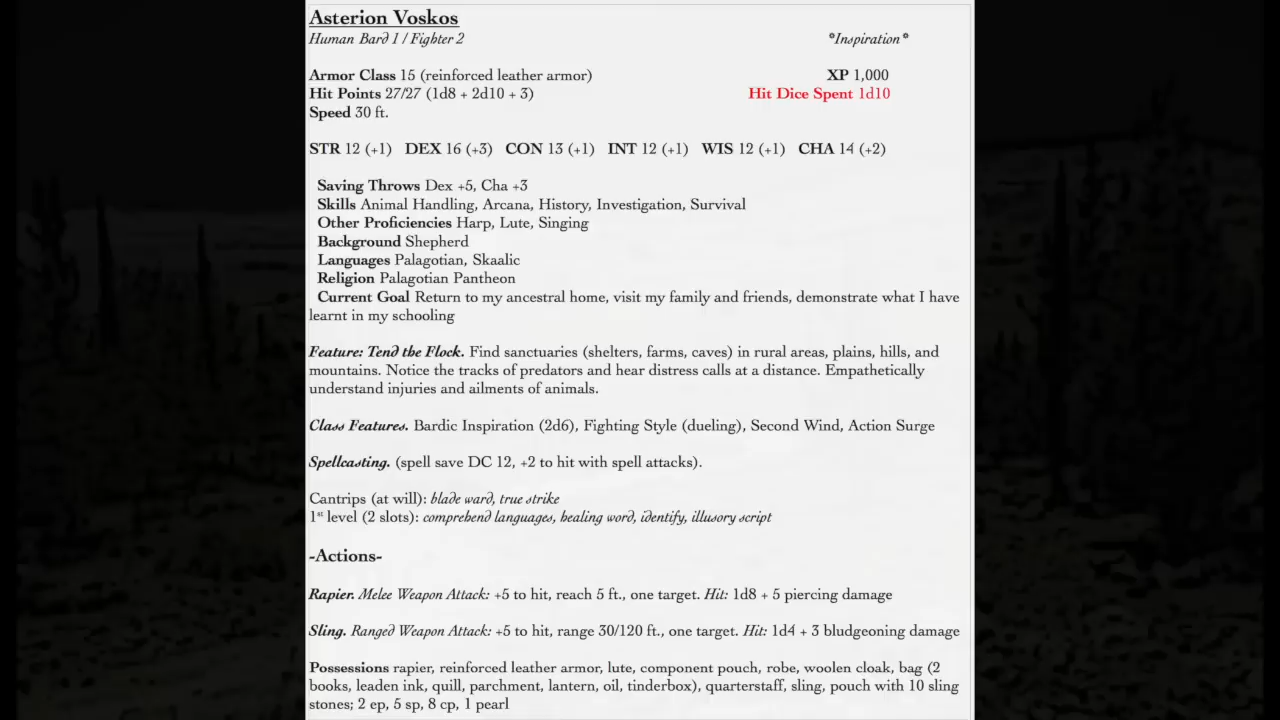 Asterion Voskos
Human Bard 1 / Fighter 2 *Inspiration*
Armor Class 15 (reinforced leather armor) XP 1,000
Hit Points 27/27 (1d8 + 2d10 + 3) Hit Dice Spent 1d10
Speed 30 ft.
STR 12 (+1) DEX 16 (+3) CON 13 (+1) INT 12 (+1) WIS 12 (+1) CHA 14 (+2)
Saving Throws Dex +5, Cha +3
Skills Animal Handling, Arcana, History, Investigation, Survival
Other Proficiencies Harp, Lute, Singing
Background Shepherd
Languages Palagotian, Skaalic
Religion Palagotian Pantheon
Current Goal Return to my ancestral home, visit my family and friends, demonstrate what I have
learnt in my schooling
Feature: Tend the Flock. Find sanctuaries (shelters, farms, caves) in rural areas, plains, hills, and
mountains. Notice the tracks of predators and hear distress calls at a distance. Empathetically
understand injuries and ailments of animals.
Class Features. Bardic Inspiration (2d6), Fighting Style (dueling), Second Wind, Action Surge
Spellcasting. (spell save DC 12, +2 to hit with spell attacks).
Cantrips (at will): blade ward, true strike
1st level (2 slots): comprehend languages, healing word, identify, illusory script
-Actions-
Rapier. Melee Weapon Attack: +5 to hit, reach 5 ft., one target. Hit: 1d8 + 5 piercing damage
Sling. Ranged Weapon Attack: +5 to hit, range 30/120 ft., one target. Hit: 1d4 + 3 bludgeoning damage
Possessions rapier, reinforced leather armor, lute, component pouch, robe, woolen cloak, bag (2
books, leaden ink, quill, parchment, lantern, oil, tinderbox), quarterstaff, sling, pouch with 10 sling
stones; 2 ep, 5 sp, 8 cp, 1 pearl